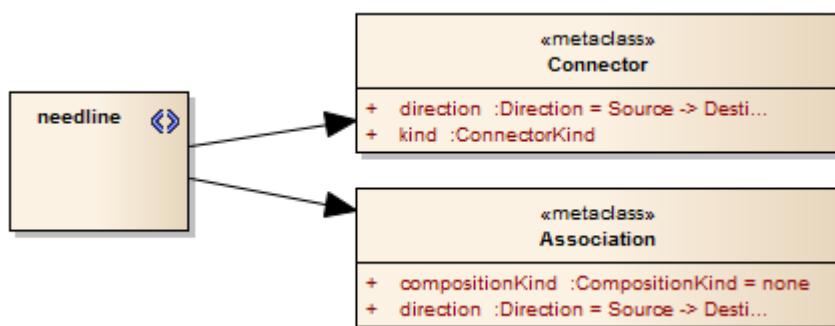 needline
«metaclass»
Connector
+ direction :Direction = Source -> Desti...
+ kind :ConnectorKind
«metaclass»
Association
+ compositionKind :CompositionKind = none
+ direction :Direction = Source -> Desti...